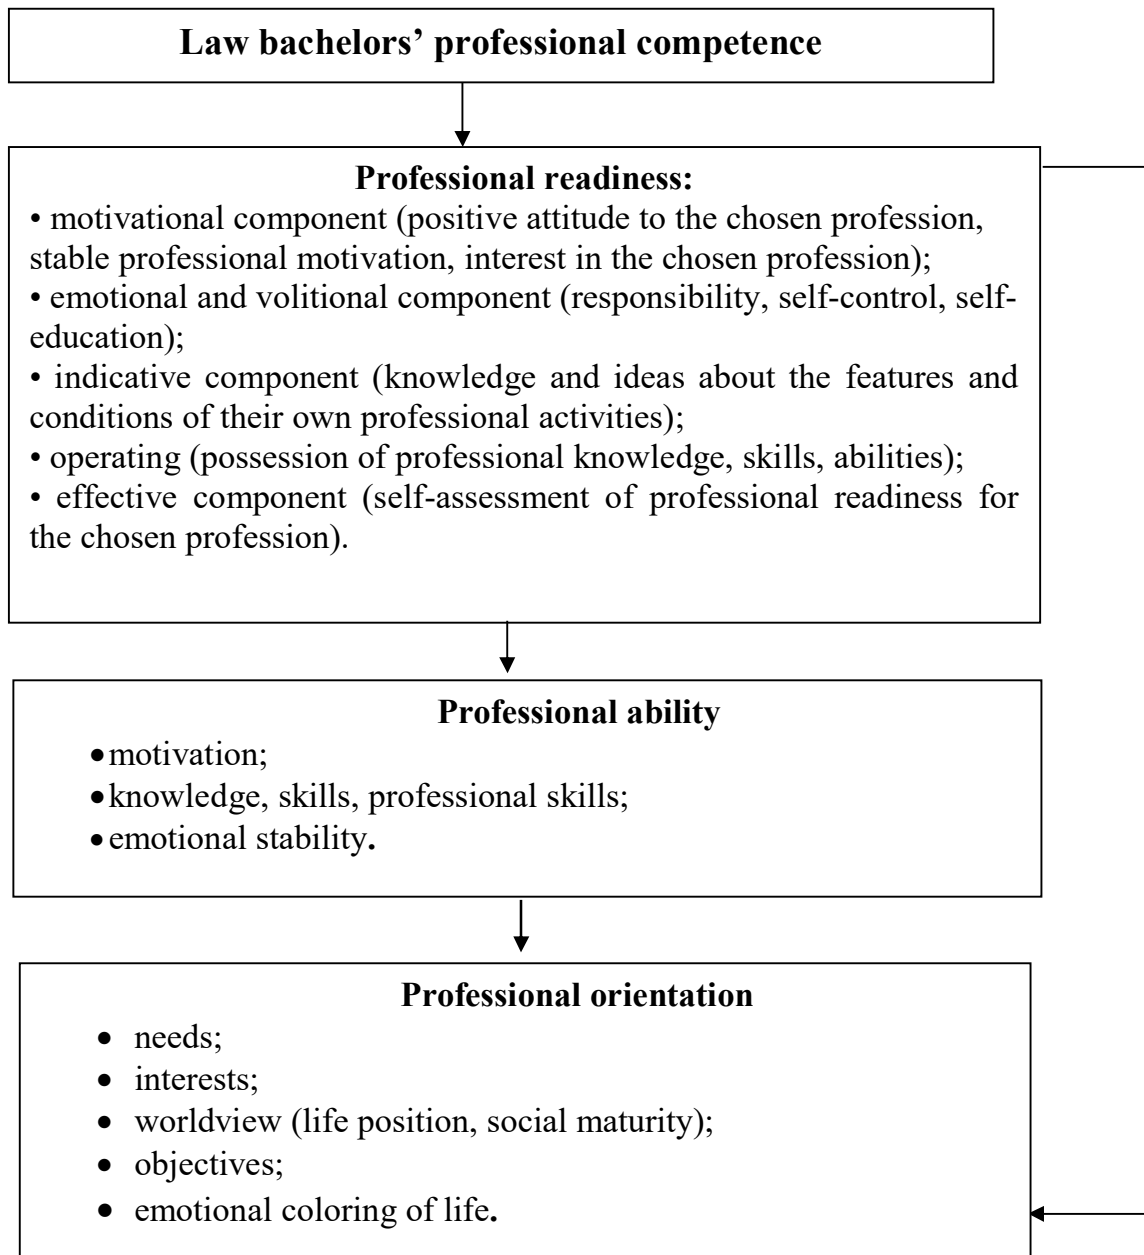 Law bachelors’ professional competence
Professional readiness:
• motivational component (positive attitude to the chosen profession,
stable professional motivation, interest in the chosen profession);
• emotional and volitional component (responsibility, self-control, self-
education);
• indicative component (knowledge and ideas about the features and
conditions of their own professional activities);
• operating (possession of professional knowledge, skills, abilities);
• effective component (self-assessment of professional readiness for
the chosen profession).
Professional ability
• motivation;
• knowledge, skills, professional skills;
• emotional stability.
Professional orientation
• needs;
• interests;
• worldview (life position, social maturity);
• objectives;
• emotional coloring of life.